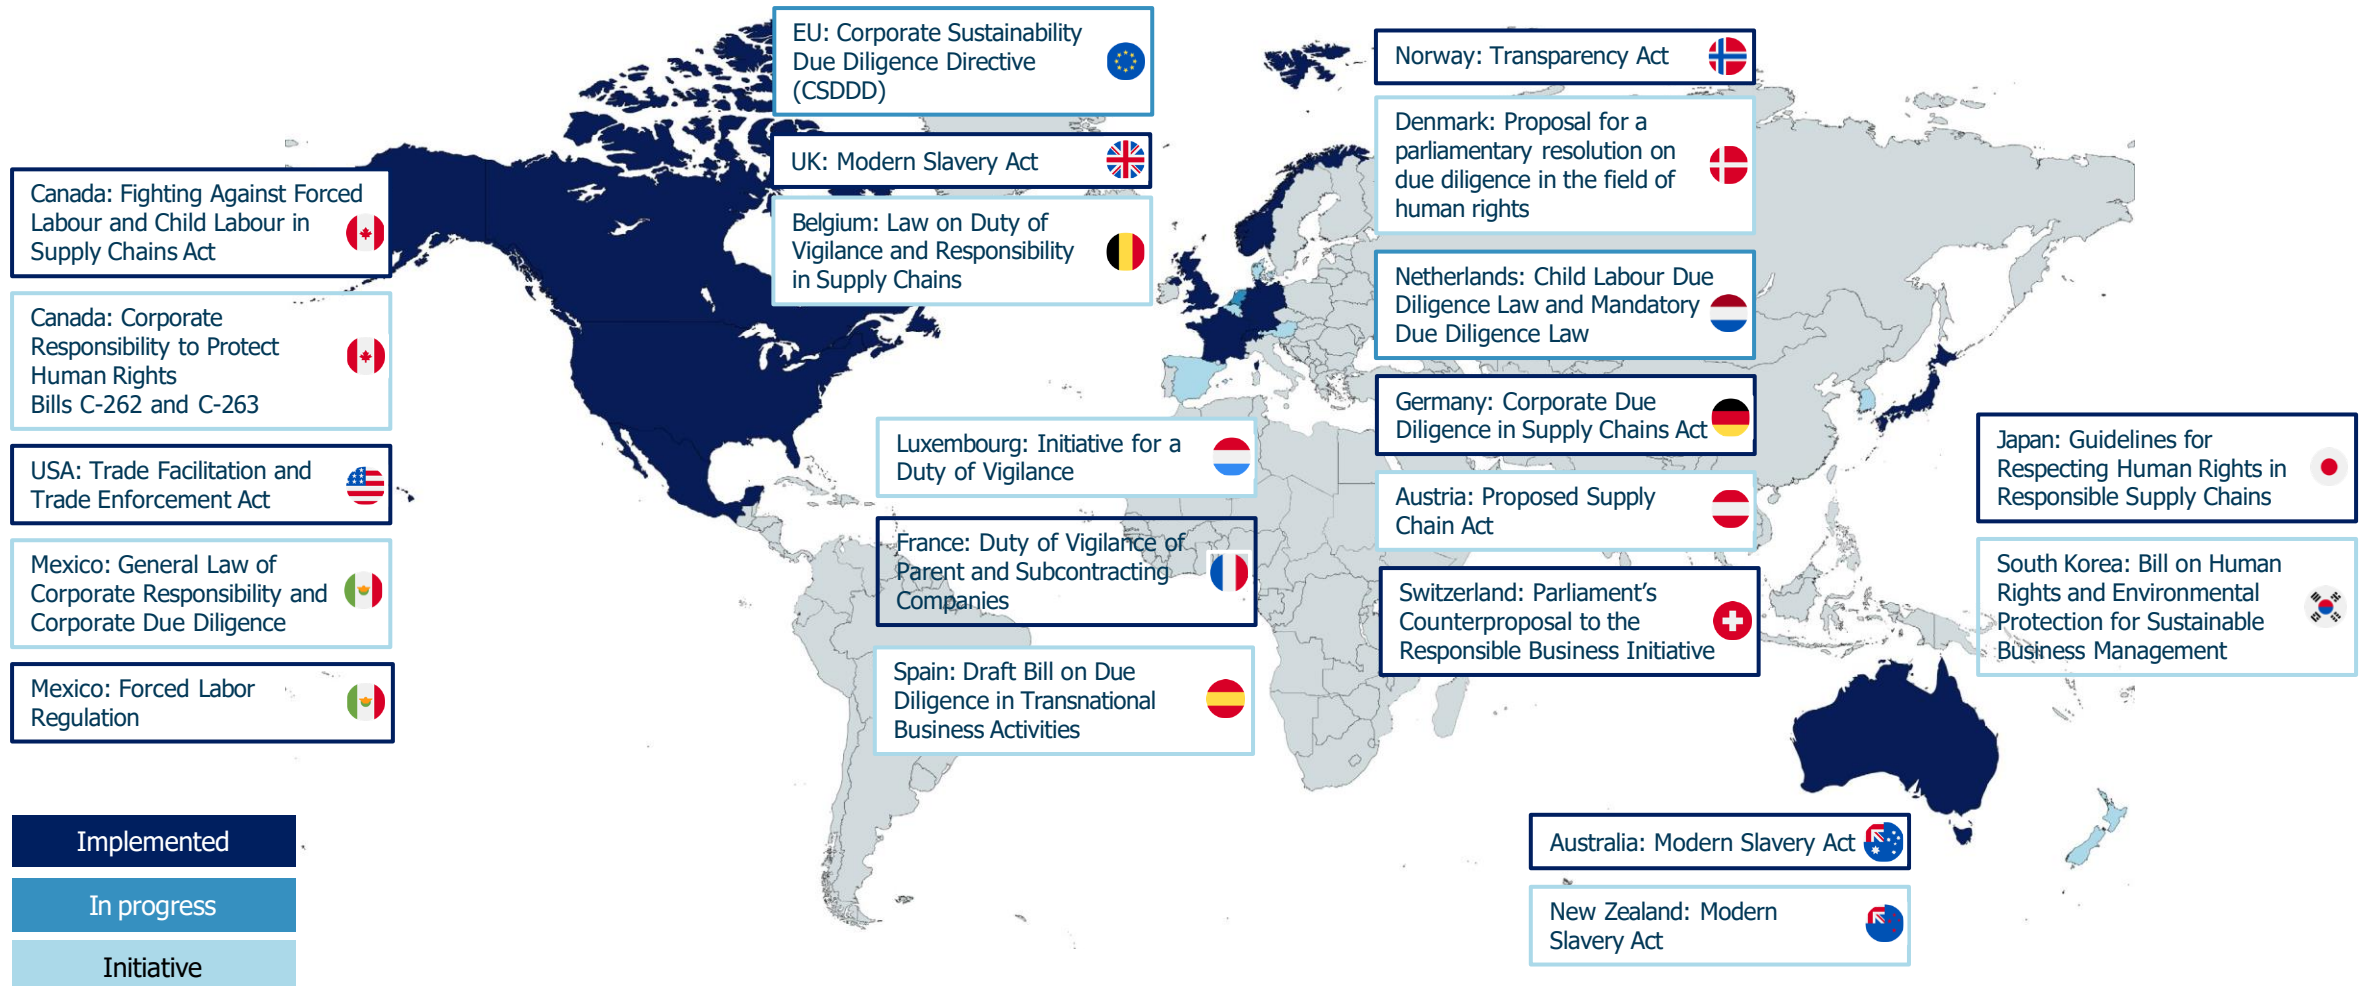 EU: Corporate Sustainability
Due Diligence Directive
(CSDDD)
UK: Modern Slavery Act
Belgium: Law on Duty of
Vigilance and Responsibility
in Supply Chains
Norway: Transparency Act
Denmark: Proposal for a
parliamentary resolution on
due diligence in the field of
human rights
Netherlands: Child Labour Due
Diligence Law and Mandatory
Due Diligence Law
Germany: Corporate Due
Diligence in Supply Chains Act
Austria: Proposed Supply
Chain Act
Switzerland: Parliament’s
Counterproposal to the
Responsible Business Initiative
Canada: Fighting Against Forced
Labour and Child Labour in
Supply Chains Act
Canada: Corporate
Responsibility to Protect
Human Rights
Bills C-262 and C-263
USA: Trade Facilitation and
Trade Enforcement Act
Mexico: General Law of
Corporate Responsibility and
Corporate Due Diligence
Mexico: Forced Labor
Regulation
Luxembourg: Initiative for a
Duty of Vigilance
France: Duty of Vigilance of
Parent and Subcontracting
Companies
Spain: Draft Bill on Due
Diligence in Transnational
Business Activities
Japan: Guidelines for
Respecting Human Rights in
Responsible Supply Chains
South Korea: Bill on Human
Rights and Environmental
Protection for Sustainable
Business Management
Australia: Modern Slavery Act
New Zealand: Modern
Slavery Act
Implemented
In progress
Initiative